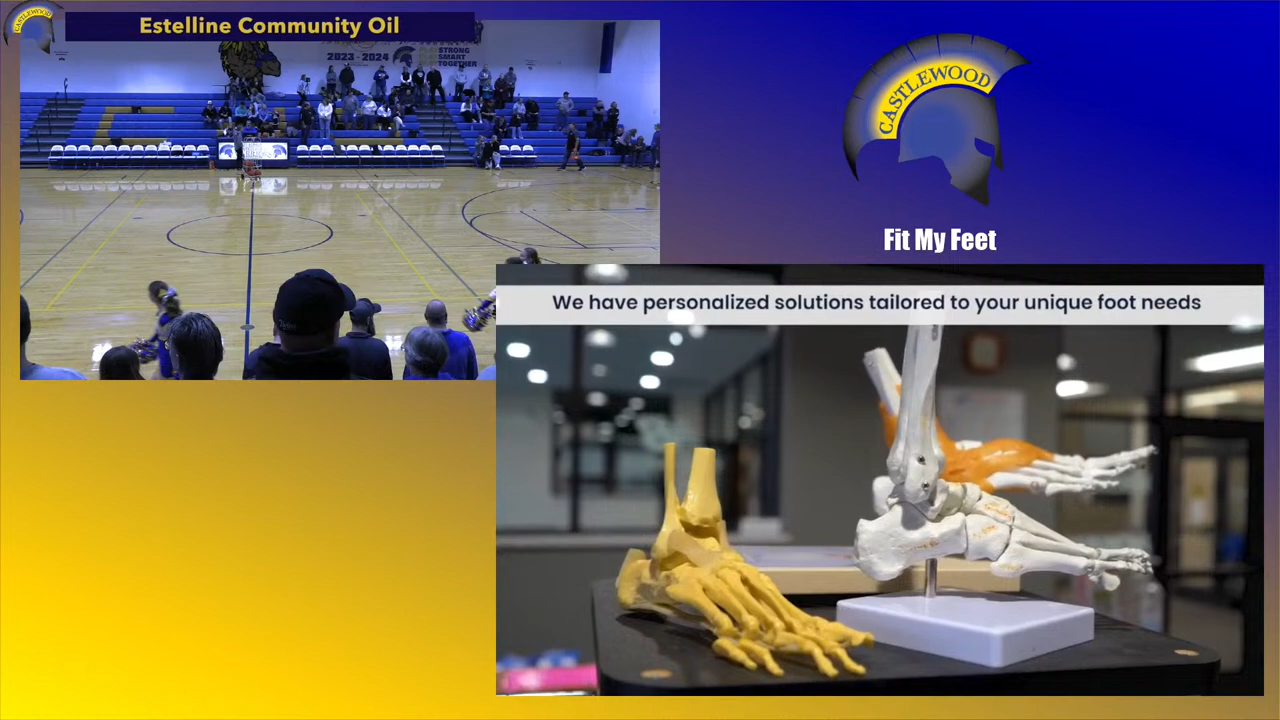 CASTLEWOOD
Estelline Community Oil
2023 - 2024
STRONG
SMART
TOGETHER
CASTLEWOOD
Fit My Feet
We have personalized solutions tailored to your unique foot needs